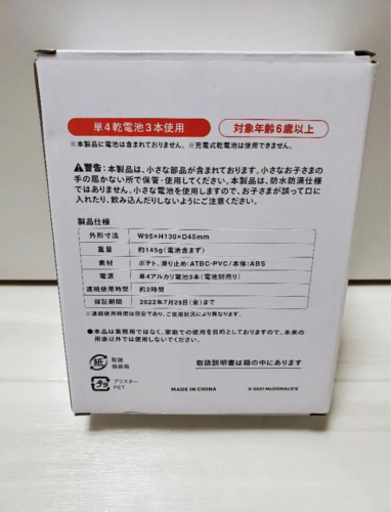 単4乾電池3本使用
対象年齢6歳以上
※本製品に電池は含まれておりません。 ※充電式乾電池は使用できません。
⚠警告:本製品は、小さな部品が含まれております。小さなお子さまの
手の届かない所で保管・使用してください。本製品は、防水防滴仕様
ではありません。小さな電池を使用しますので、お子さまが誤って口に
入れたり、飲み込んだりしないようにご注意ください。
製品仕様
外形寸法 W95×H130×D45mm
重量 約145g(電池含まず)
素材 ポテト、滑り止め:ATBC-PVC/本体:ABS
電源 単4アルカリ電池3本(電池別売り)
連続使用時間 約2時間
保証期間 2022年7月29日(金)まで
※連続使用時間は目安であり、ご使用状況により異なります。
※本品は業務用ではなく、家庭での使用を目的としておりますので、本来の
用途以外では使用しないでください。
紙 取説 個装箱
取扱説明書は箱の中にあります
プラ ブリスター PET
MADE IN CHINA
© 2021 McDONALD'S